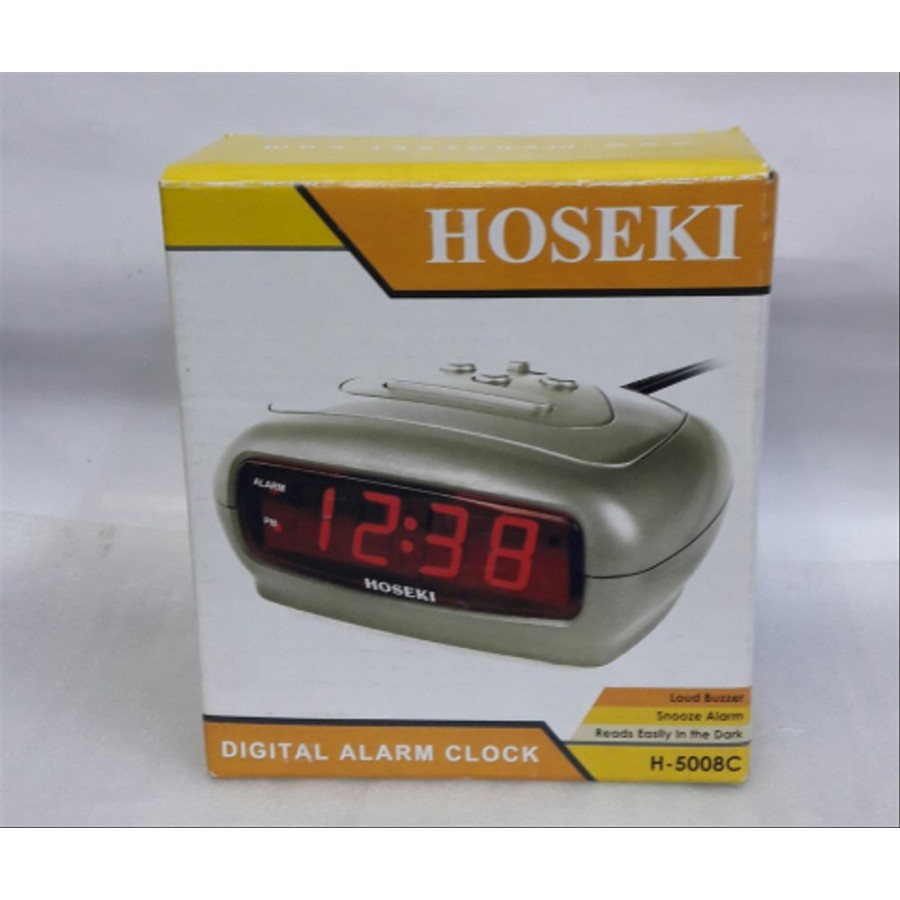 HOSEKI
ALARM
PM
12:38
HOSEKI
Loud Buzzer
Snooze Alarm
Reads Easily In the Dark
DIGITAL ALARM CLOCK
H-5008C